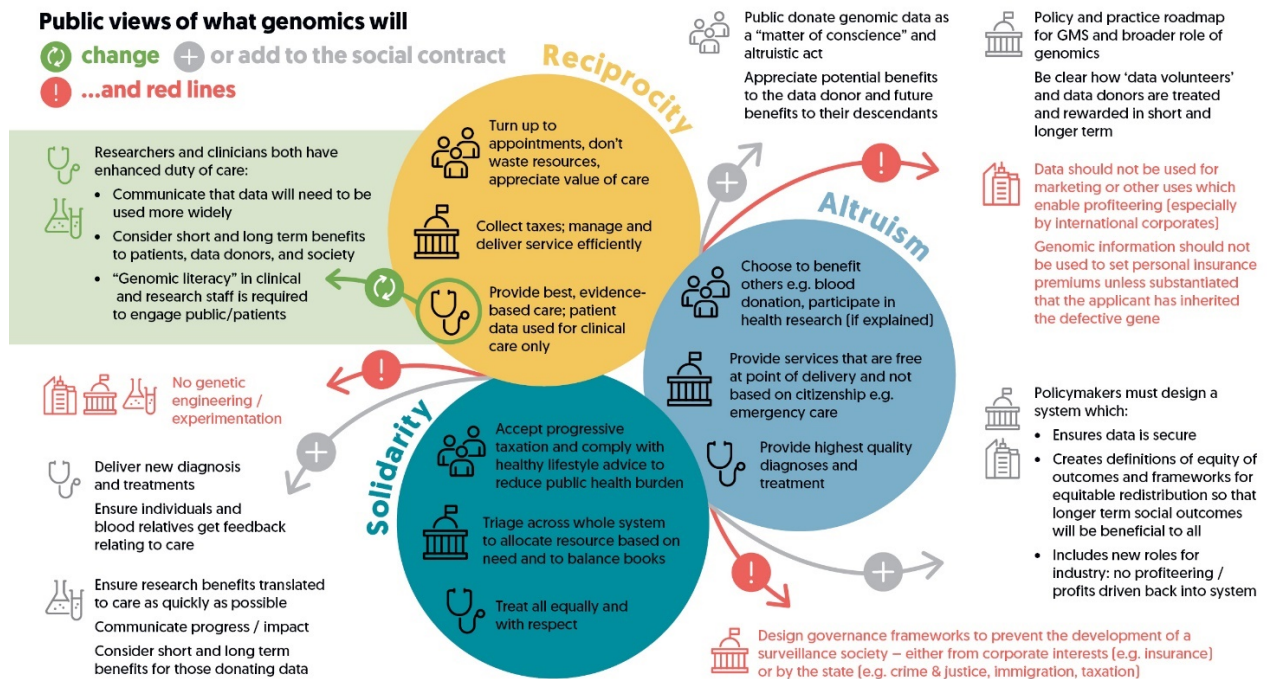 Public views of what genomics will
change or add to the social contract
...and red lines
Researchers and clinicians both have
enhanced duty of care:
• Communicate that data will need to be
used more widely
• Consider short and long term benefits
to patients, data donors, and society
• “Genomic literacy” in clinical
and research staff is required
to engage public/patients
No genetic
engineering /
experimentation
Deliver new diagnosis
and treatments
Ensure individuals and
blood relatives get feedback
relating to care
Ensure research benefits translated
to care as quickly as possible
Communicate progress / impact
Consider short and long term
benefits for those donating data
Reciprocity
Turn up to
appointments, don’t
waste resources,
appreciate value of care
Collect taxes; manage and
deliver service efficiently
Provide best, evidence-
based care; patient
data used for clinical
care only
Altruism
Choose to benefit
others e.g. blood
donation, participate in
health research (if explained)
Provide services that are free
at point of delivery and not
based on citizenship e.g.
emergency care
Provide highest quality
diagnoses and
treatment
Solidarity
Accept progressive
taxation and comply with
healthy lifestyle advice to
reduce public health burden
Triage across whole system
to allocate resource based on
need and to balance books
Treat all equally and
with respect
Public donate genomic data as
a “matter of conscience” and
altruistic act
Appreciate potential benefits
to the data donor and future
benefits to their descendants
Policy and practice roadmap
for GMS and broader role of
genomics
Be clear how ‘data volunteers’
and data donors are treated
and rewarded in short and
longer term
Data should not be used for
marketing or other uses which
enable profiteering (especially
by international corporates)
Genomic information should not
be used to set personal insurance
premiums unless substantiated
that the applicant has inherited
the defective gene
Policymakers must design a
system which:
• Ensures data is secure
• Creates definitions of equity of
outcomes and frameworks for
equitable redistribution so that
longer term social outcomes
will be beneficial to all
• Includes new roles for
industry: no profiteering /
profits driven back into system
Design governance frameworks to prevent the development of a
surveillance society – either from corporate interests (e.g. insurance)
or by the state (e.g. crime & justice, immigration, taxation)